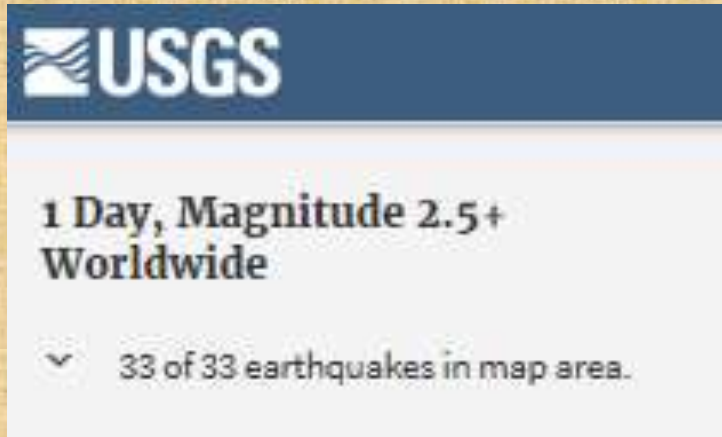 USGS
1 Day, Magnitude 2.5+
Worldwide
33 of 33 earthquakes in map area.